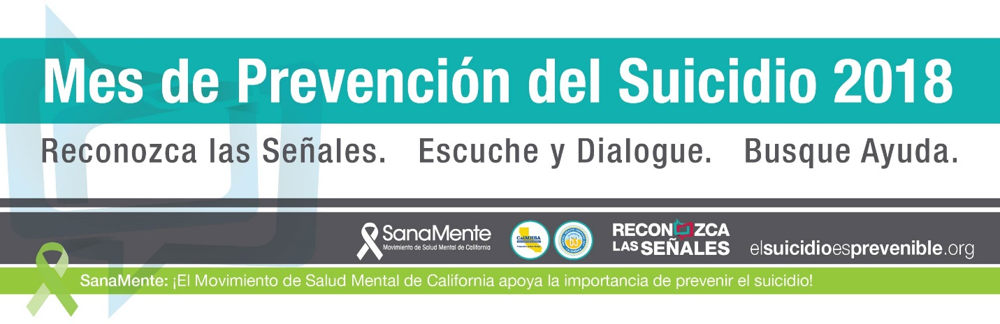 Mes de Prevención del Suicidio 2018
Reconozca las Señales. Escuche y Dialogue. Busque Ayuda.
SanaMente
Movimiento de Salud Mental de California
CalMHSA
RECONOZCA
LAS SEÑALES
elsuicidioesprevenible.org
SanaMente: ¡El Movimiento de Salud Mental de California apoya la importancia de prevenir el suicidio!